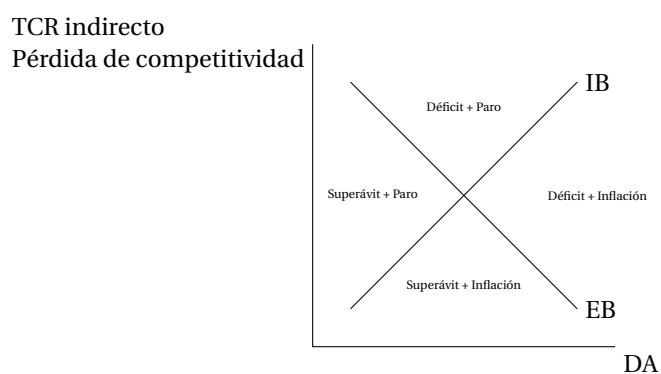 TCR indirecto
Pérdida de competitividad
IB
Déficit + Paro
Superávit + Paro
Déficit + Inflación
Superávit + Inflación
EB
DA